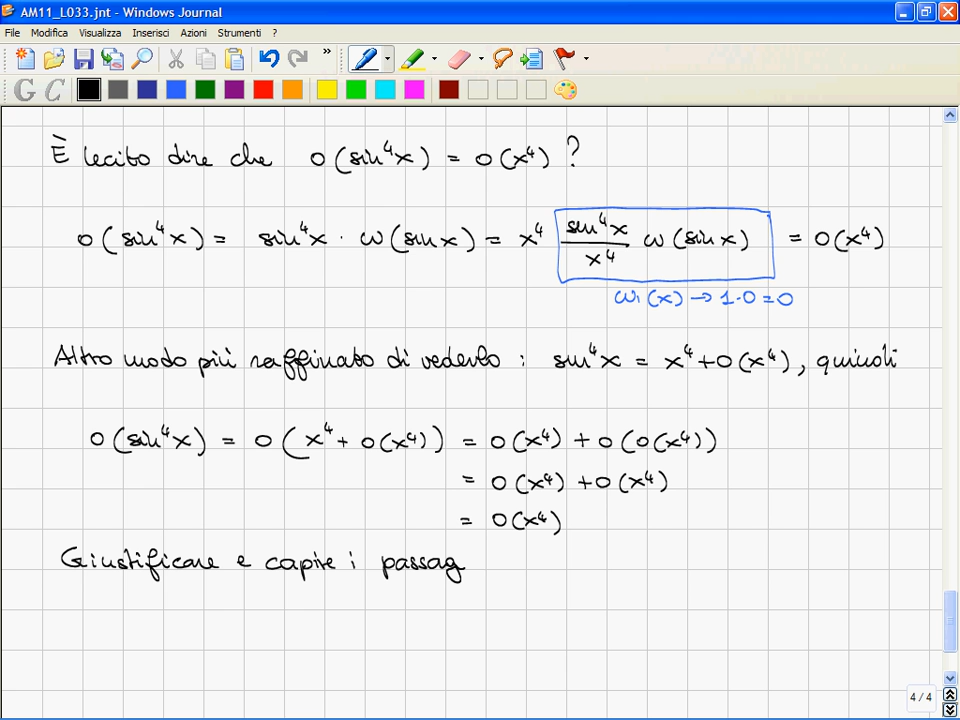 AM11_L033.jnt - Windows Journal
File Modifica Visualizza Inserisci Azioni Strumenti ?
»
G C
È lecito dire che o(sin⁴x) = o(x⁴) ?
o(sin⁴x) = sin⁴x · ω(sinx) = x⁴ sin⁴x/x⁴ ω(sinx) = o(x⁴)
ω₁(x) → 1·0 = 0
Altro modo più raffinato di vederlo : sin⁴x = x⁴ + o(x⁴), quindi
o(sin⁴x) = o(x⁴ + o(x⁴)) = o(x⁴) + o(o(x⁴))
= o(x⁴) + o(x⁴)
= o(x⁴)
Giustificare e capire i passag
4 / 4